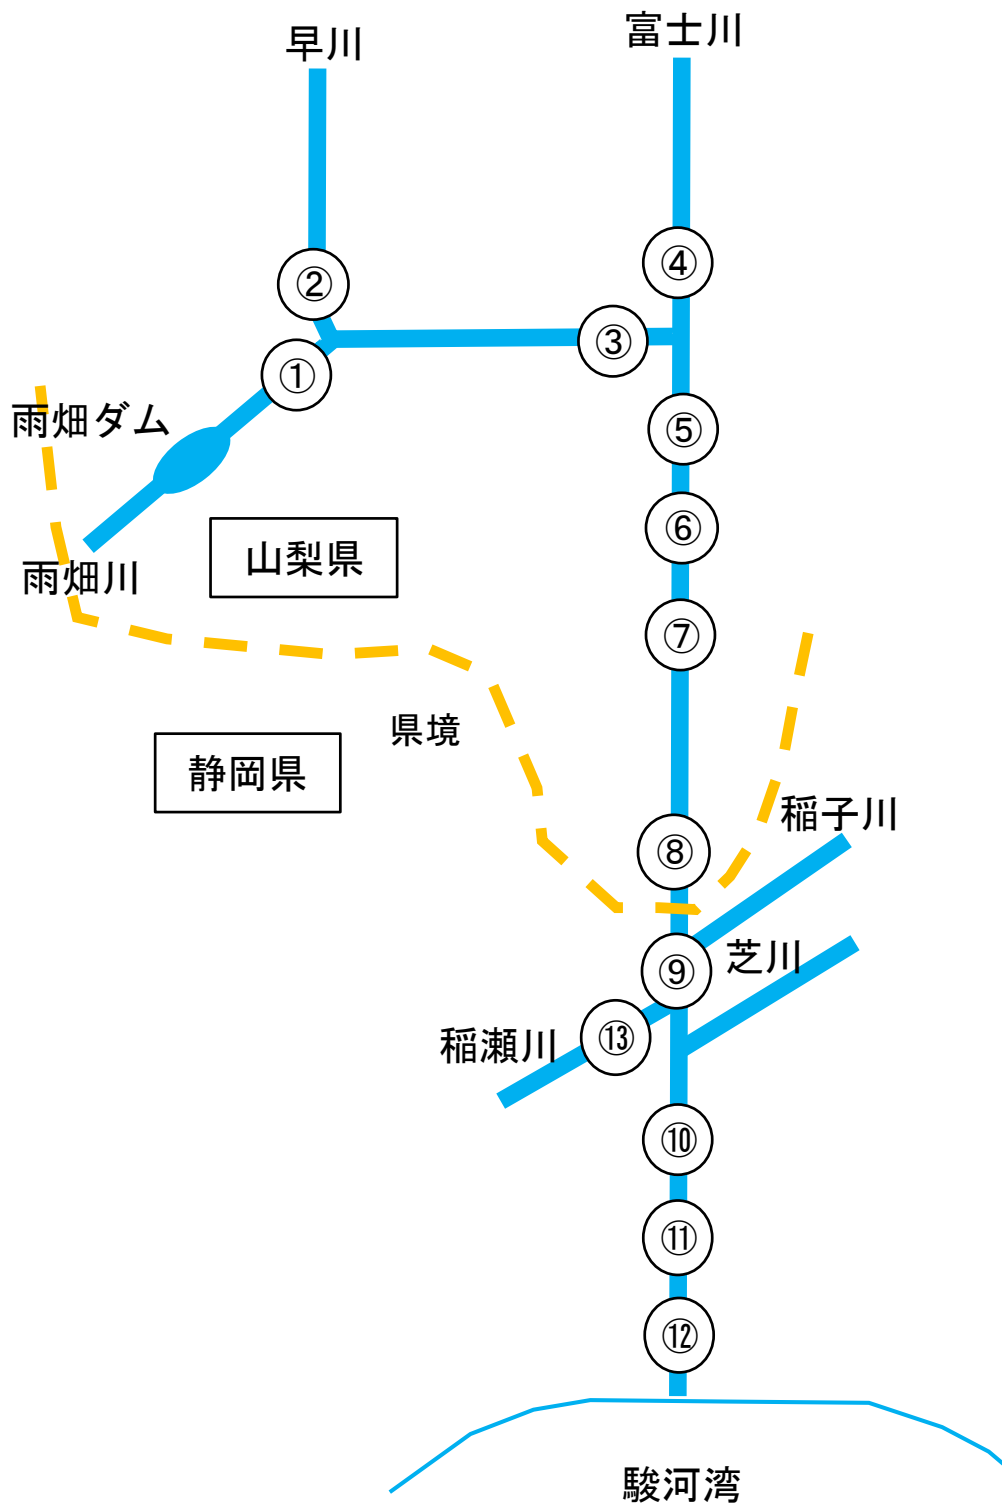 早川
富士川
④
②
③
①
雨畑ダム
⑤
⑥
山梨県
雨畑川
⑦
県境
静岡県
稲子川
⑧
芝川
⑨
⑬
稲瀬川
⑩
⑪
⑫
駿河湾